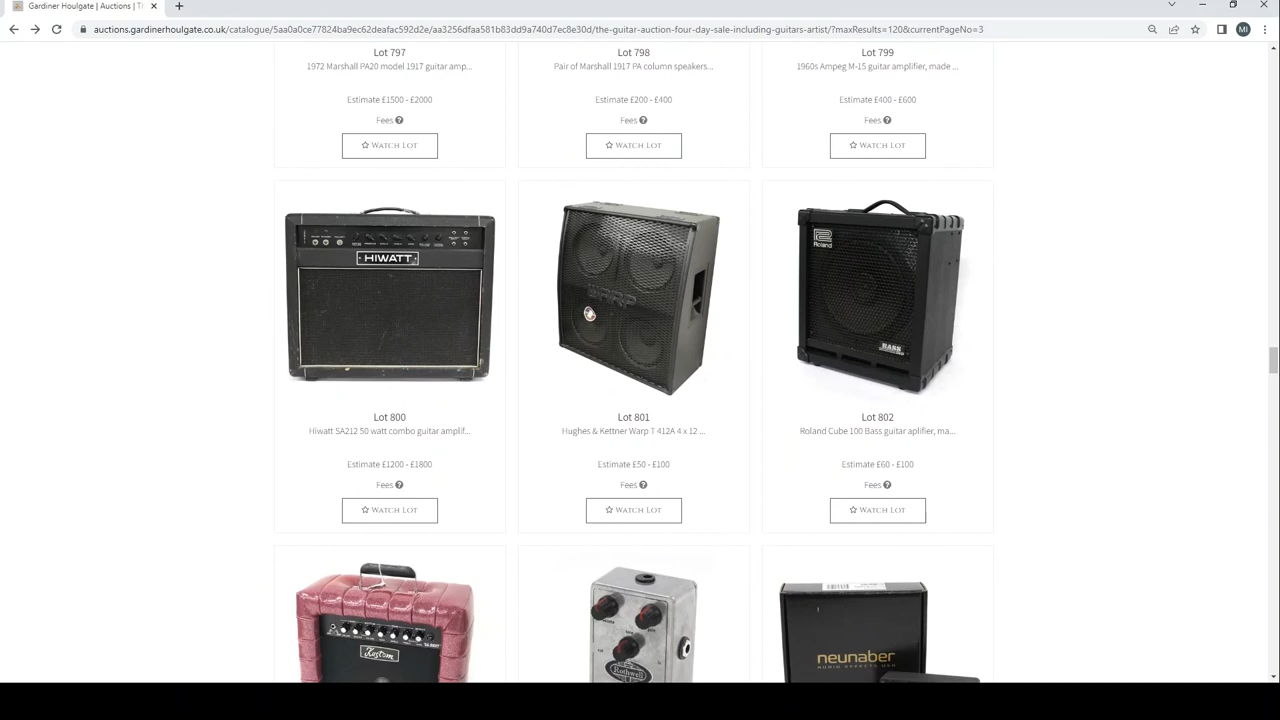 Gardiner Houlgate | Auctions | Th
auctions.gardinerhoulgate.co.uk/catalogue/5aa0a0ce77824ba9ec62deafac592d2e/aa3256dfaa581b83dd9a740d7ec8e30d/the-guitar-auction-four-day-sale-including-guitars-artist/?maxResults=120&currentPageNo=3
MI
Lot 797
Lot 798
Lot 799
1972 Marshall PA20 model 1917 guitar amp...
Pair of Marshall 1917 PA column speakers...
1960s Ampeg M-15 guitar amplifier, made ...
Estimate £1500 - £2000
Estimate £200 - £400
Estimate £400 - £600
Fees
Fees
Fees
WATCH LOT
WATCH LOT
WATCH LOT
HIWATT
WARP
Roland
BASS
Lot 800
Lot 801
Lot 802
Hiwatt SA212 50 watt combo guitar amplif...
Hughes & Kettner Warp T 412A 4 x 12 ...
Roland Cube 100 Bass guitar aplifier, ma...
Estimate £1200 - £1800
Estimate £50 - £100
Estimate £60 - £100
Fees
Fees
Fees
WATCH LOT
WATCH LOT
WATCH LOT
Kustom
Rothwell
neunaber
AUDIO EFFECTS USA